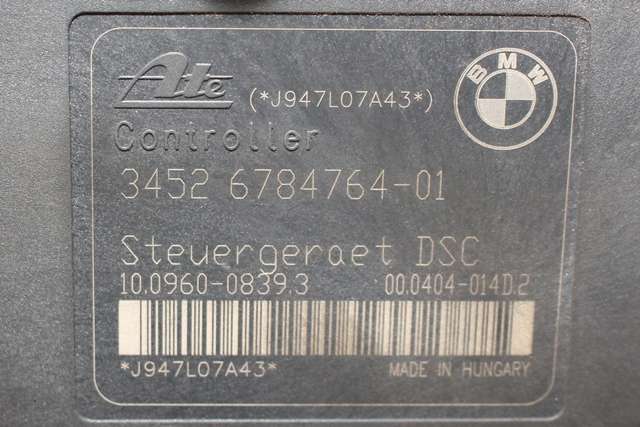 Ate (*J947L07A43*)
BMW
Controller
3452 6784764-01
Steuergeraet DSC
10.0960-0839.3 00.0404-014D.2
*J947L07A43*
MADE IN HUNGARY